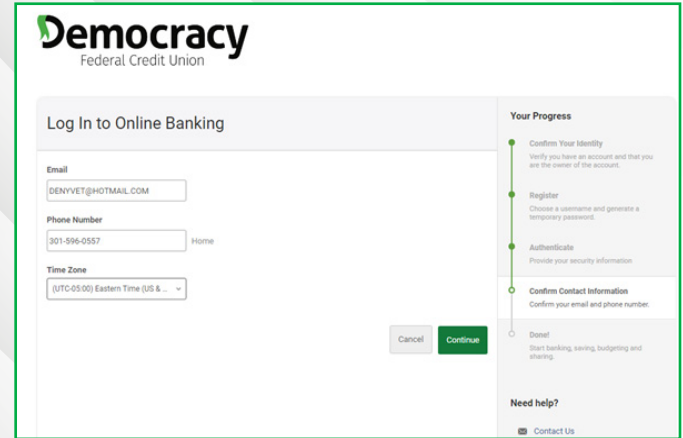 Democracy
Federal Credit Union
Log In to Online Banking
Email
DENYVET@HOTMAIL.COM
Phone Number
301-596-0557
Home
Time Zone
(UTC-05:00) Eastern Time (US & ...
Cancel
Continue
Your Progress
Confirm Your Identity
Verify you have an account and that you
are the owner of the account.
Register
Choose a username and generate a
temporary password.
Authenticate
Provide your security information
Confirm Contact Information
Confirm your email and phone number.
Done!
Start banking, saving, budgeting and
sharing.
Need help?
Contact Us